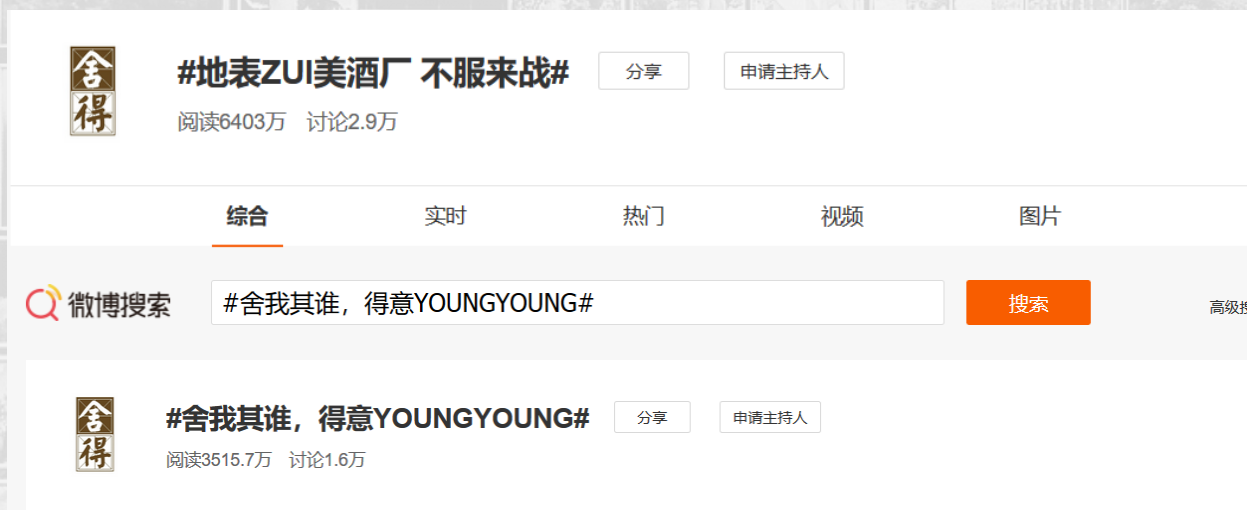 舍得
#地表ZUI美酒厂 不服来战#
分享
申请主持人
阅读6403万 讨论2.9万
综合 实时 热门 视频 图片
微博搜索
#舍我其谁，得意YOUNGYOUNG#
搜索
高级
舍得
#舍我其谁，得意YOUNGYOUNG#
分享
申请主持人
阅读3515.7万 讨论1.6万